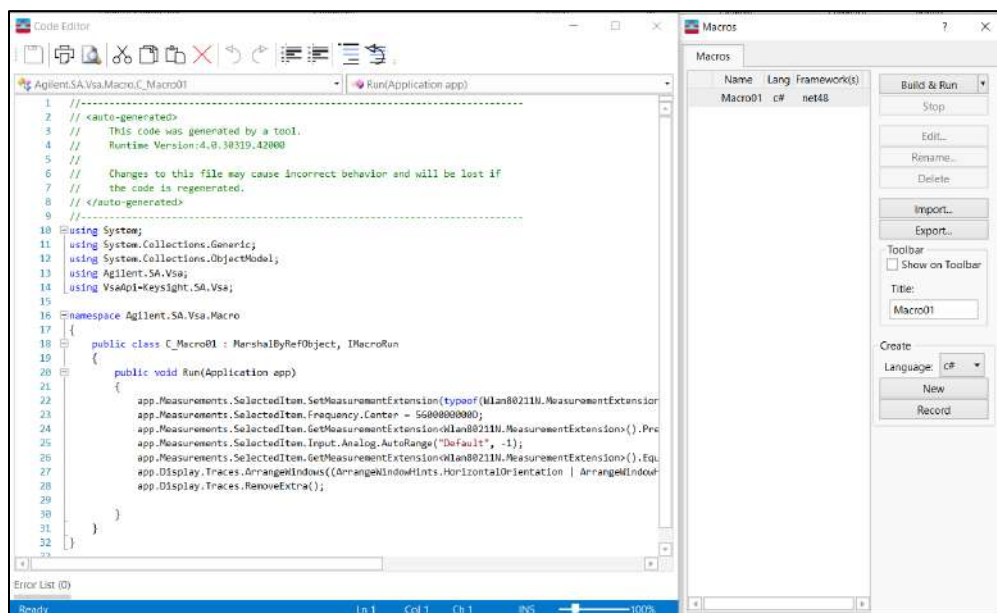 Code Editor
Agilent.SA.Vsa.Macro.C_Macro01
Run(Application app)
1 //--------------------------------------------------------------------------------
2 // <auto-generated>
3 //     This code was generated by a tool.
4 //     Runtime Version:4.0.30319.42000
5 //
6 //     Changes to this file may cause incorrect behavior and will be lost if
7 //     the code is regenerated.
8 // </auto-generated>
9 //--------------------------------------------------------------------------------
10 using System;
11 using System.Collections.Generic;
12 using System.Collections.ObjectModel;
13 using Agilent.SA.Vsa;
14 using VsaApi=Keysight.SA.Vsa;
15
16 namespace Agilent.SA.Vsa.Macro
17 {
18 public class C_Macro01 : MarshalByRefObject, IMacroRun
19 {
20 public void Run(Application app)
21 {
22 app.Measurements.SelectedItem.SetMeasurementExtension(typeof(Wlan80211N.MeasurementExtension
23 app.Measurements.SelectedItem.Frequency.Center = 5600000000D;
24 app.Measurements.SelectedItem.GetMeasurementExtension<Wlan80211N.MeasurementExtension>().Pre
25 app.Measurements.SelectedItem.Input.Analog.AutoRange("Default", -1);
26 app.Measurements.SelectedItem.GetMeasurementExtension<Wlan80211N.MeasurementExtension>().Equ
27 app.Display.Traces.ArrangeWindows((ArrangeWindowHints.HorizontalOrientation | ArrangeWindowH
28 app.Display.Traces.RemoveExtra();
29
30 }
31 }
32 }
33
Error List (0)
Ready
Ln 1 Col 1 Ch 1 INS 100%
Macros
?
Macros
Name Lang Framework(s)
Macro01 c# net48
Build & Run
Stop
Edit...
Rename...
Delete
Import...
Export...
Toolbar
Show on Toolbar
Title:
Macro01
Create
Language: c#
New
Record